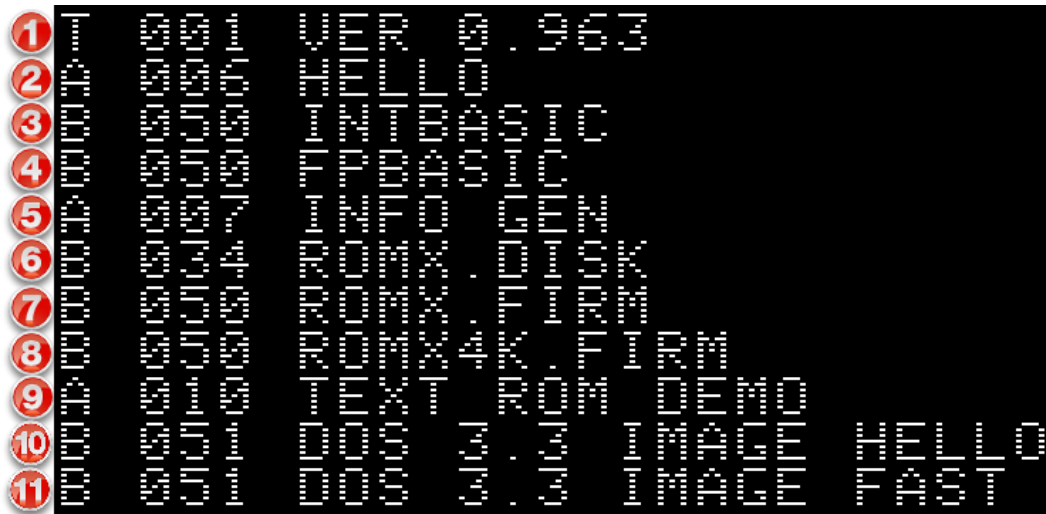 1 T 001 VER 0.963
2 A 006 HELLO
3 B 050 INTBASIC
4 B 050 FPBASIC
5 A 007 INFO GEN
6 B 034 ROMX.DISK
7 B 050 ROMX.FIRM
8 B 050 ROMX4K.FIRM
9 A 010 TEXT ROM DEMO
10 B 051 DOS 3.3 IMAGE HELLO
11 B 051 DOS 3.3 IMAGE FAST